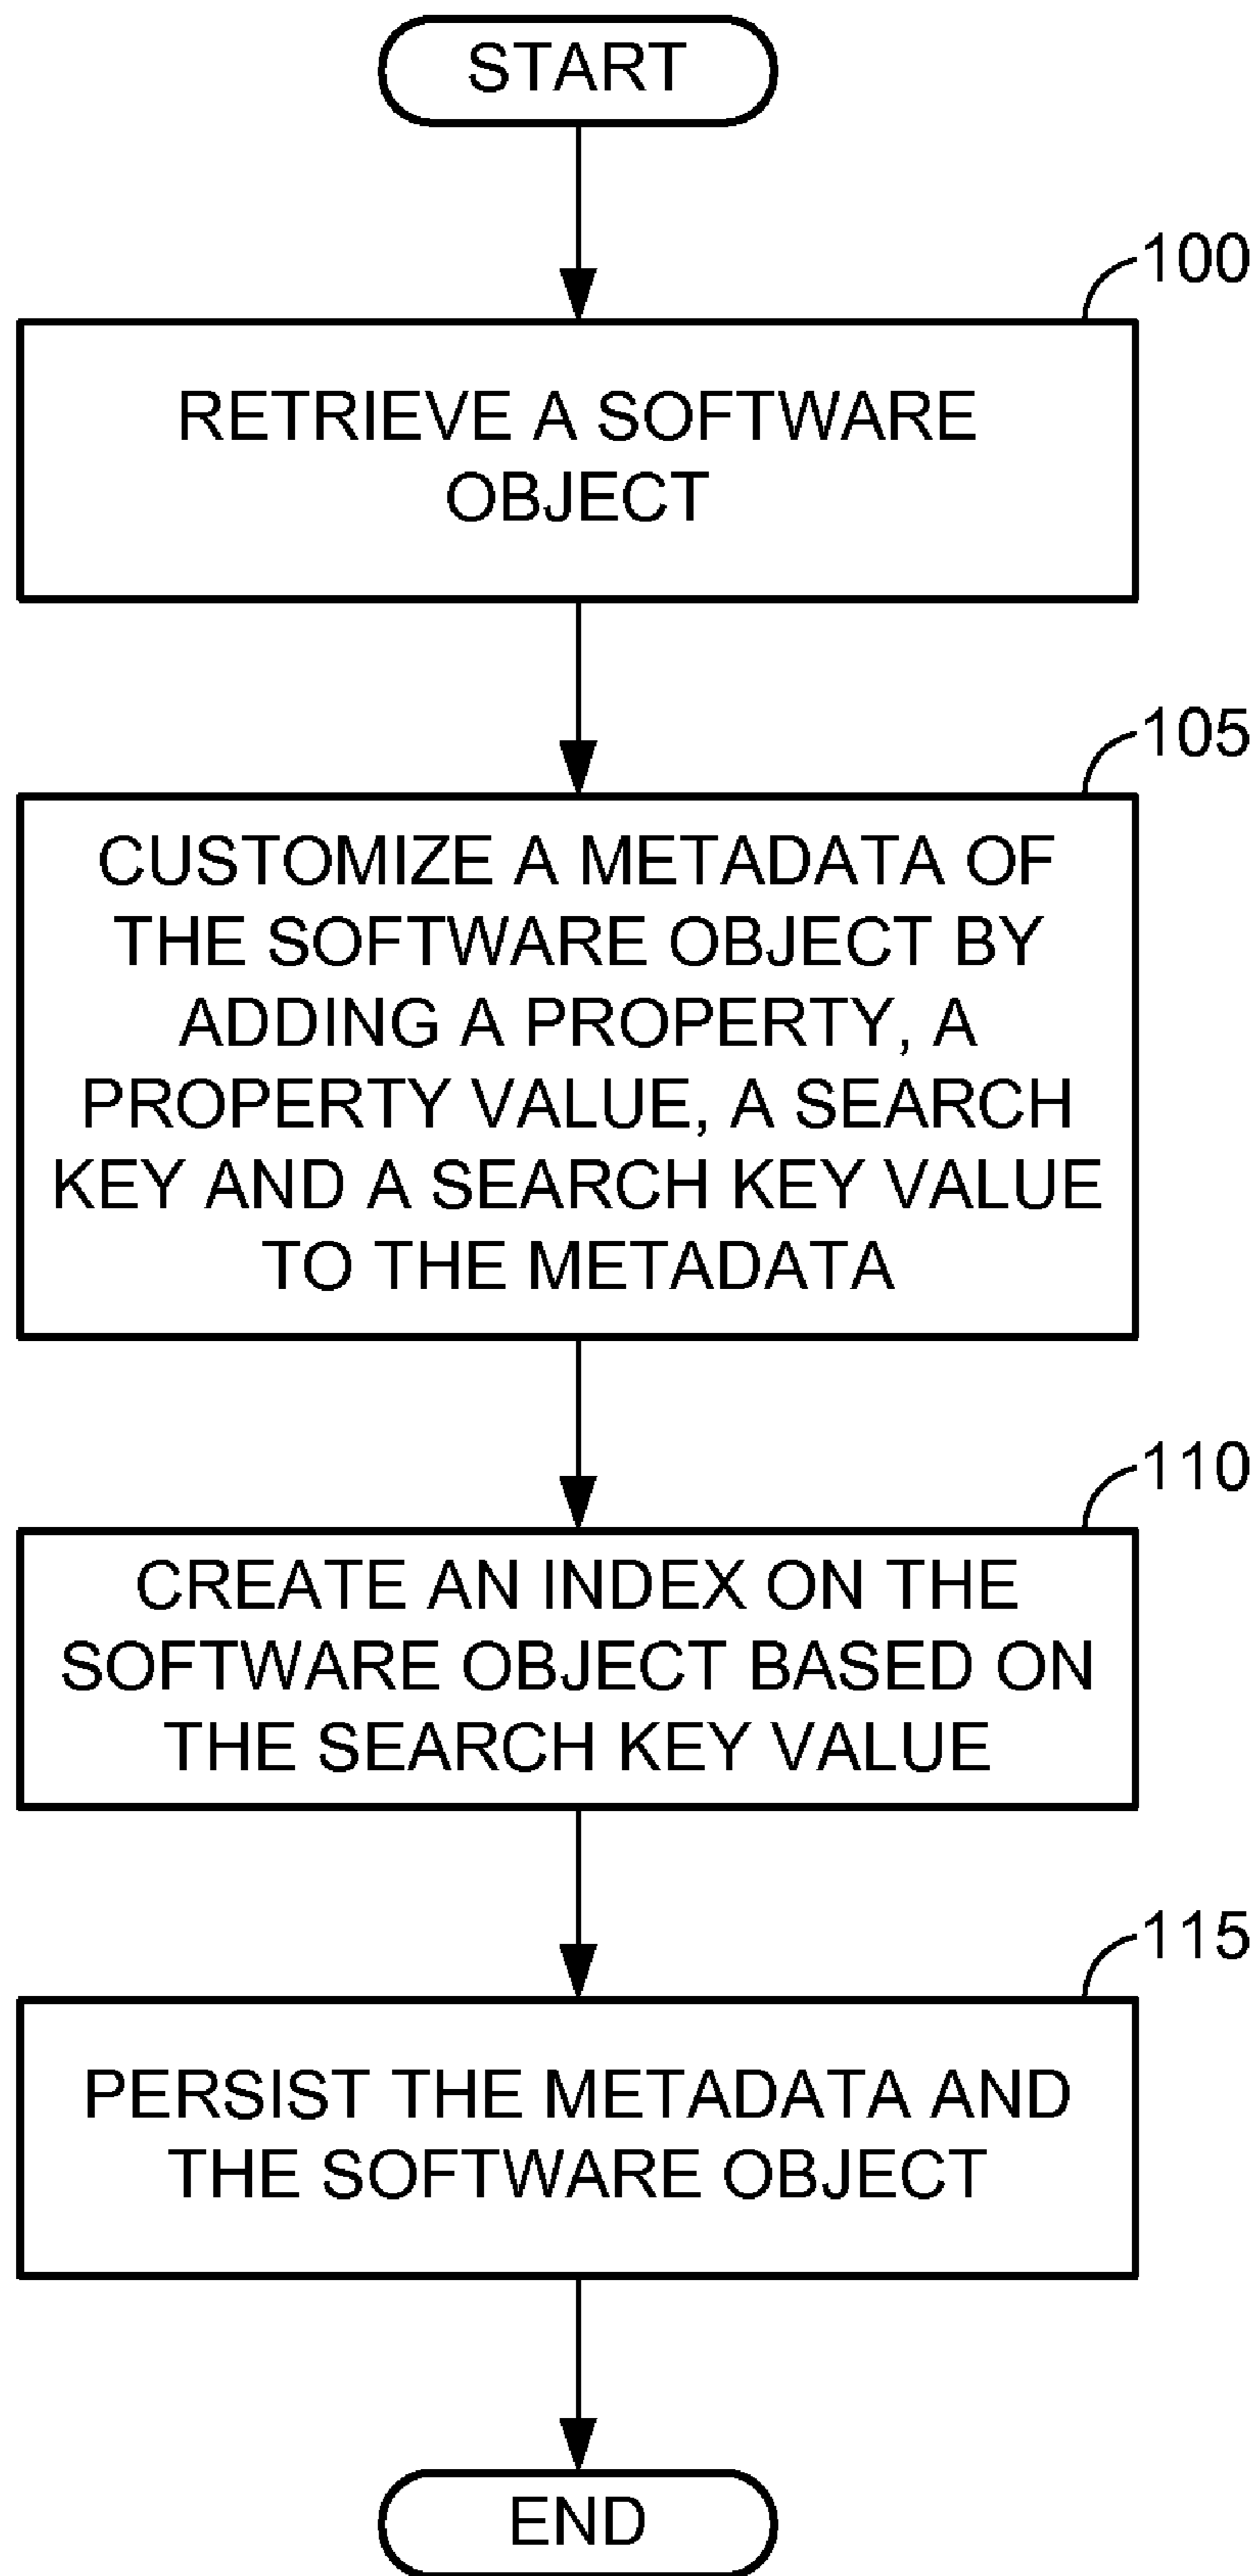 START
100
RETRIEVE A SOFTWARE
OBJECT
105
CUSTOMIZE A METADATA OF
THE SOFTWARE OBJECT BY
ADDING A PROPERTY, A
PROPERTY VALUE, A SEARCH
KEY AND A SEARCH KEY VALUE
TO THE METADATA
110
CREATE AN INDEX ON THE
SOFTWARE OBJECT BASED ON
THE SEARCH KEY VALUE
115
PERSIST THE METADATA AND
THE SOFTWARE OBJECT
END